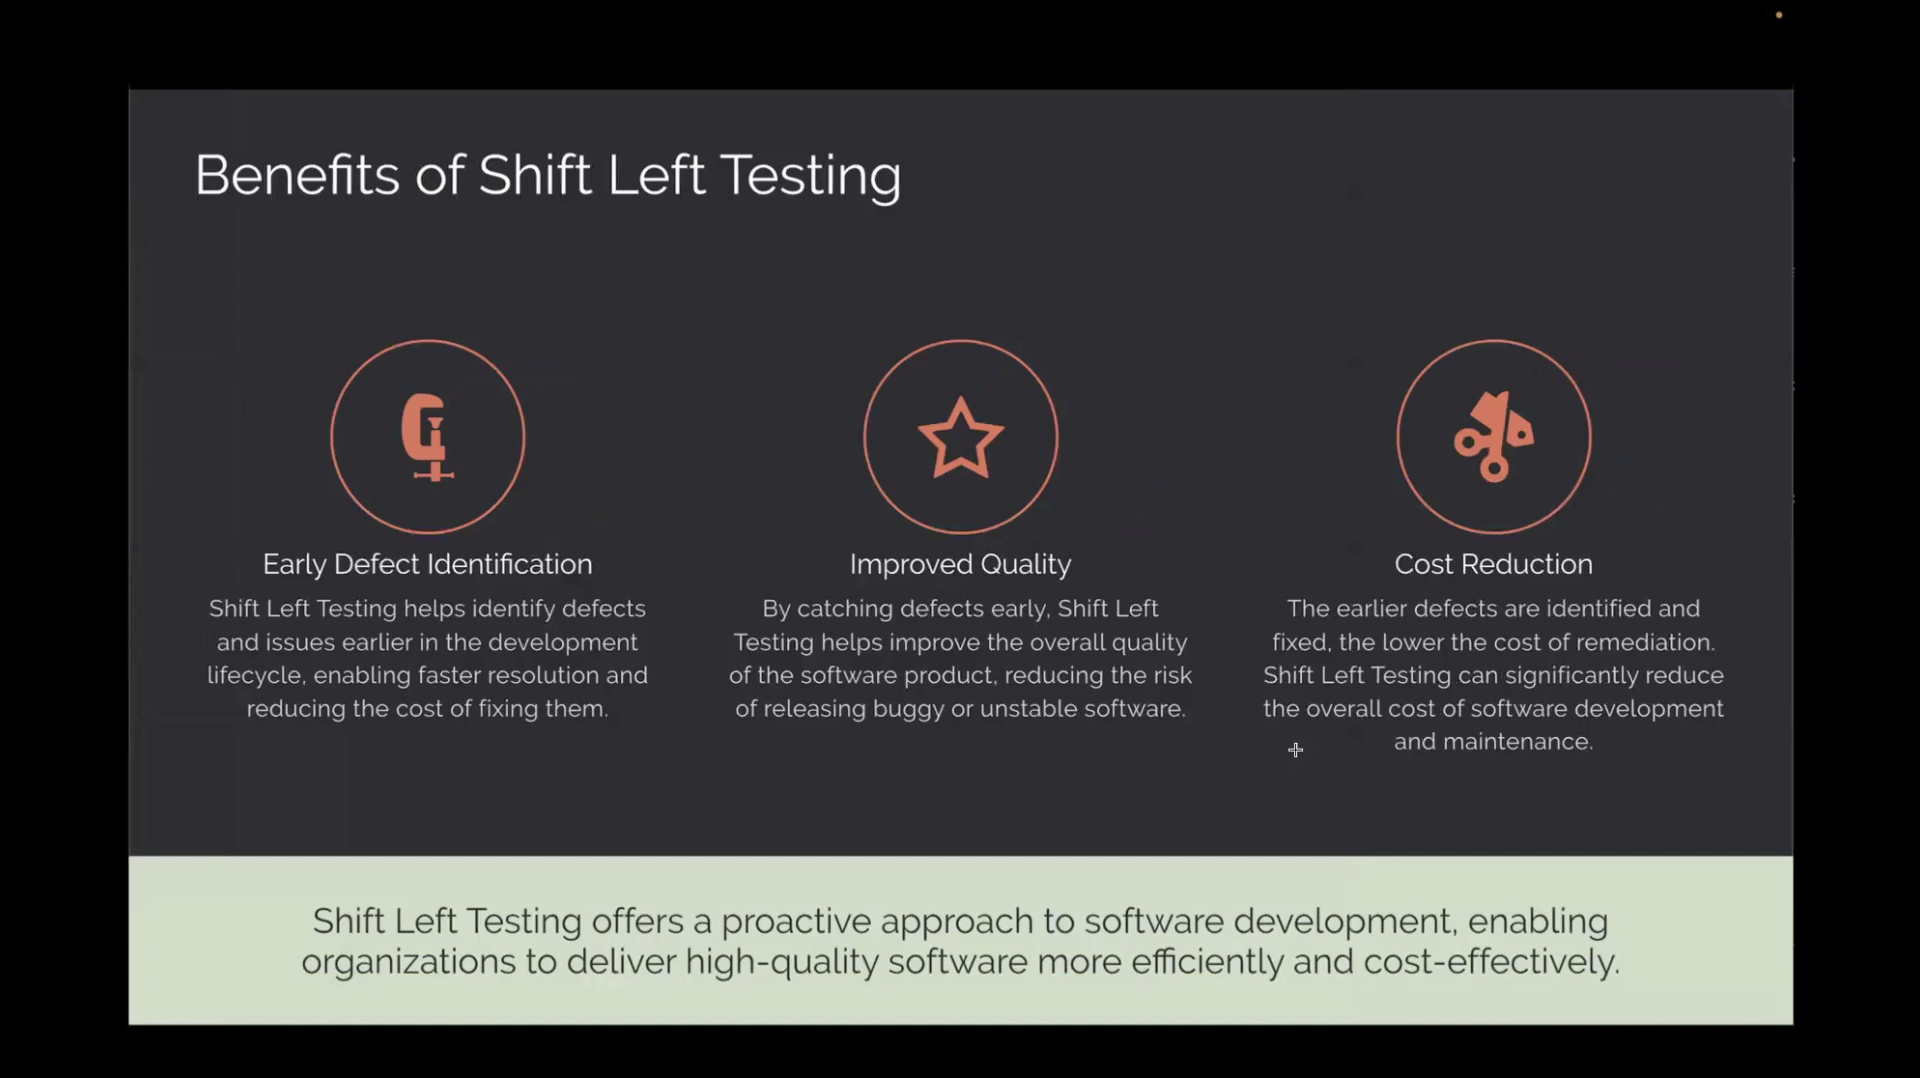 Benefits of Shift Left Testing
Early Defect Identification
Shift Left Testing helps identify defects
and issues earlier in the development
lifecycle, enabling faster resolution and
reducing the cost of fixing them.
Improved Quality
By catching defects early, Shift Left
Testing helps improve the overall quality
of the software product, reducing the risk
of releasing buggy or unstable software.
Cost Reduction
The earlier defects are identified and
fixed, the lower the cost of remediation.
Shift Left Testing can significantly reduce
the overall cost of software development
and maintenance.
Shift Left Testing offers a proactive approach to software development, enabling
organizations to deliver high-quality software more efficiently and cost-effectively.